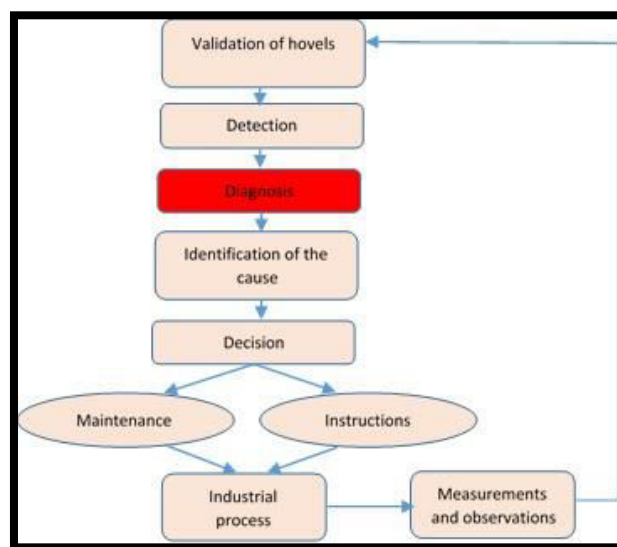 Validation of hovels
Detection
Diagnosis
Identification of the
cause
Decision
Maintenance
Instructions
Industrial
process
Measurements
and observations